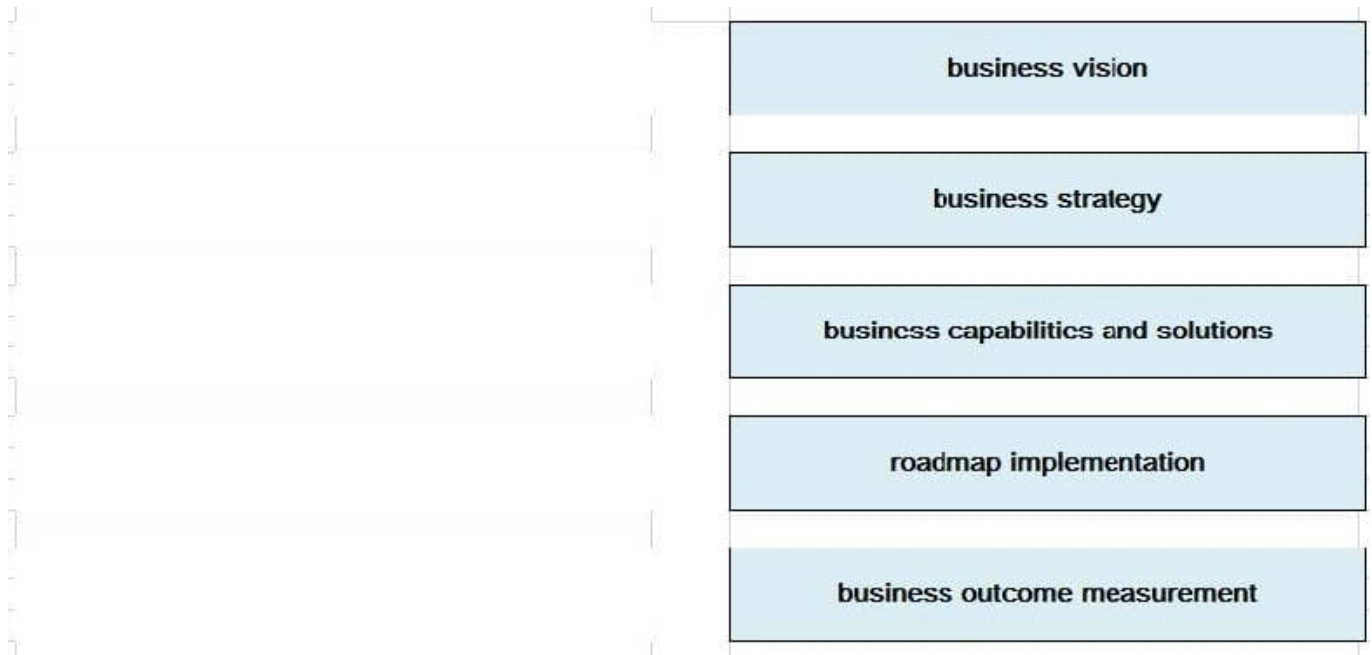 business vision
business strategy
business capabilities and solutions
roadmap implementation
business outcome measurement